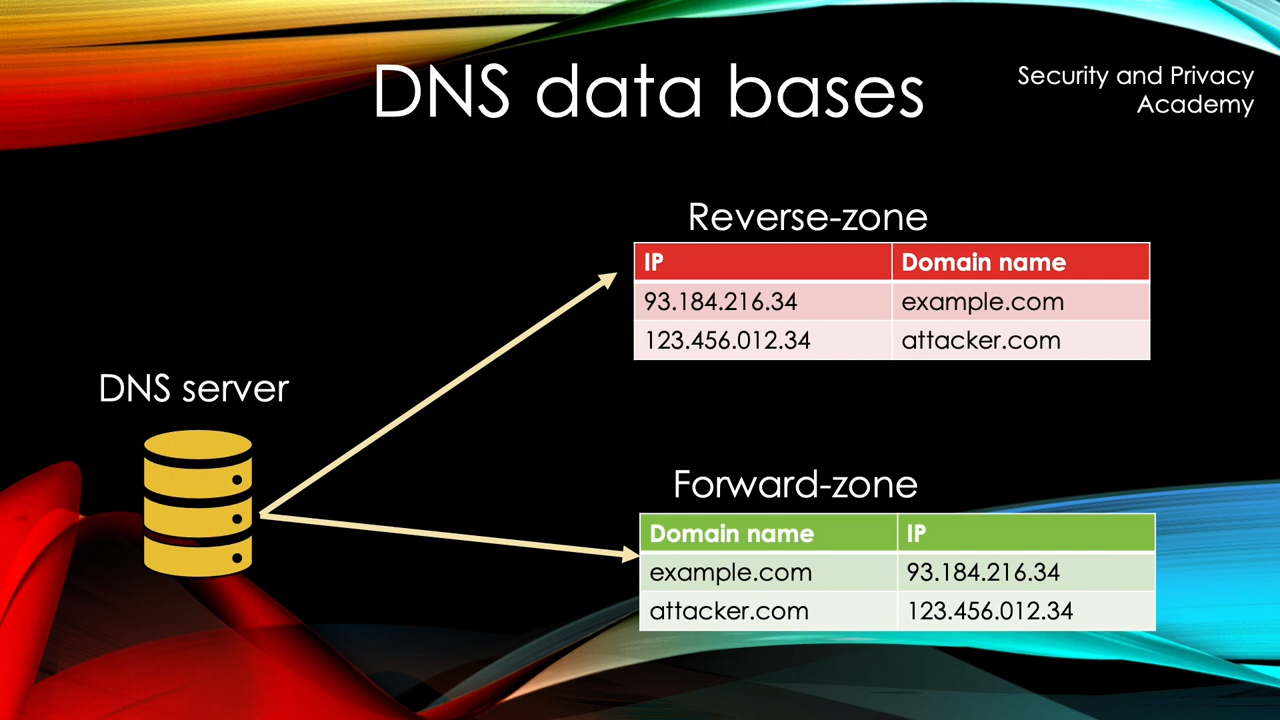 DNS data bases
Security and Privacy
Academy
Reverse-zone
IP Domain name
93.184.216.34 example.com
123.456.012.34 attacker.com
DNS server
Forward-zone
Domain name IP
example.com 93.184.216.34
attacker.com 123.456.012.34